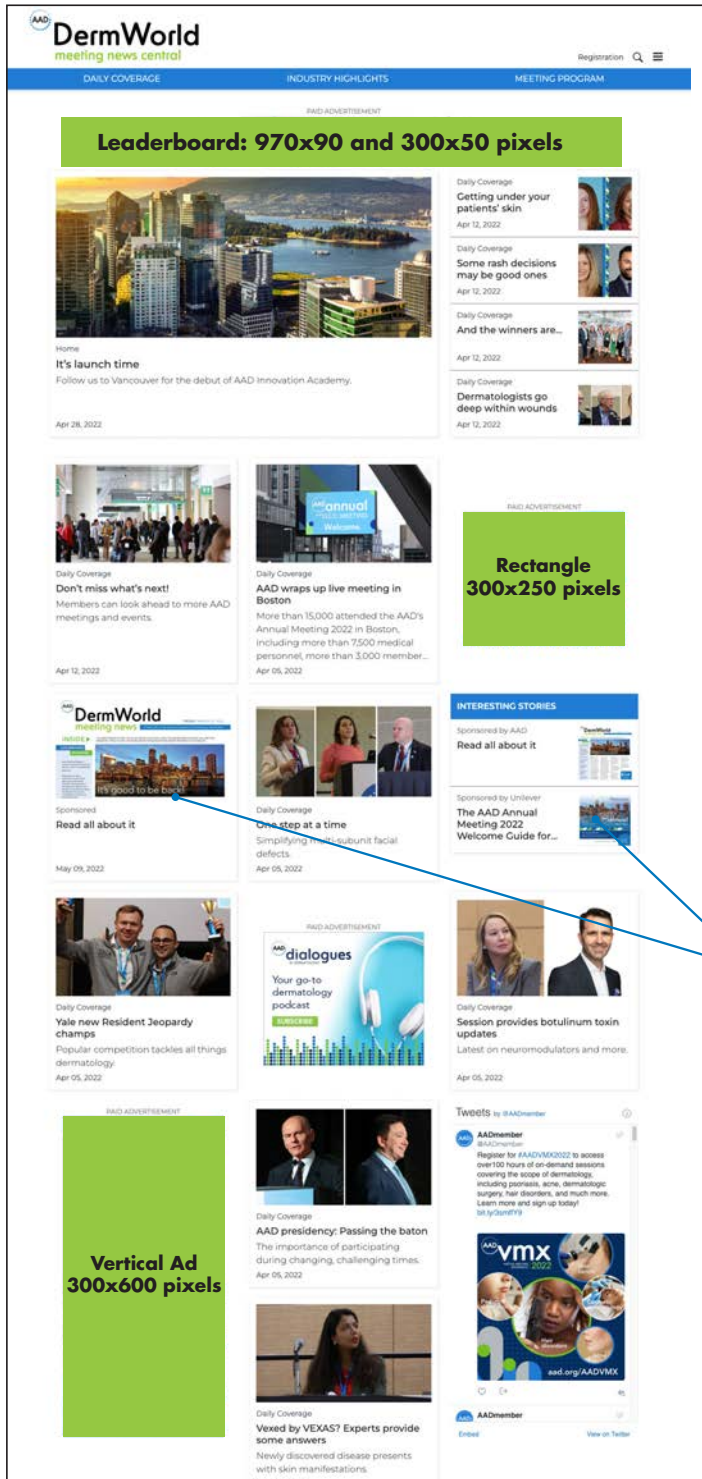 AAD
DermWorld
meeting news central
Registration
DAILY COVERAGE
INDUSTRY HIGHLIGHTS
MEETING PROGRAM
PAID ADVERTISEMENT
Leaderboard: 970x90 and 300x50 pixels
Home
It's launch time
Follow us to Vancouver for the debut of AAD Innovation Academy.
Apr 28, 2022
Daily Coverage
Getting under your
patients' skin
Apr 12, 2022
Daily Coverage
Some rash decisions
may be good ones
Apr 12, 2022
Daily Coverage
And the winners are...
Apr 12, 2022
Daily Coverage
Dermatologists go
deep within wounds
Apr 12, 2022
Daily Coverage
Don't miss what's next!
Members can look ahead to more AAD
meetings and events.
Apr 12, 2022
AAD annual
Welcome
Daily Coverage
AAD wraps up live meeting in
Boston
More than 15,000 attended the AAD's
Annual Meeting 2022 in Boston,
including more than 7,500 medical
personnel, more than 3,000 member...
Apr 05, 2022
PAID ADVERTISEMENT
Rectangle
300x250 pixels
DermWorld
meeting news
INSIDE
It's good to be back!
Sponsored
Read all about it
May 09, 2022
Daily Coverage
One step at a time
Simplifying multi-subunit facial
defects.
Apr 05, 2022
INTERESTING STORIES
Sponsored by AAD
Read all about it
DermWorld
Sponsored by Unilever
The AAD Annual
Meeting 2022
Welcome Guide for...
Daily Coverage
Yale new Resident Jeopardy
champs
Popular competition tackles all things
dermatology.
Apr 05, 2022
PAID ADVERTISEMENT
AAD
dialogues
Your go-to
dermatology
podcast
SUBSCRIBE
Daily Coverage
Session provides botulinum toxin
updates
Latest on neuromodulators and more.
Apr 05, 2022
PAID ADVERTISEMENT
Vertical Ad
300x600 pixels
Daily Coverage
AAD presidency: Passing the baton
The importance of participating
during changing, challenging times.
Apr 05, 2022
Daily Coverage
Vexed by VEXAS? Experts provide
some answers
Newly discovered disease presents
with skin manifestations.
Tweets by @AADmember
AADmember
@AADmember
Register for #AADVMX2022 to access
over100 hours of on-demand sessions
covering the scope of dermatology,
including psoriasis, acne, dermatologic
surgery, hair disorders, and much more.
Learn more and sign up today!
AAD
vmx
2022
Hair
disorders
aad.org/AADVMX
AAD AADmember
Embed
View on Twitter